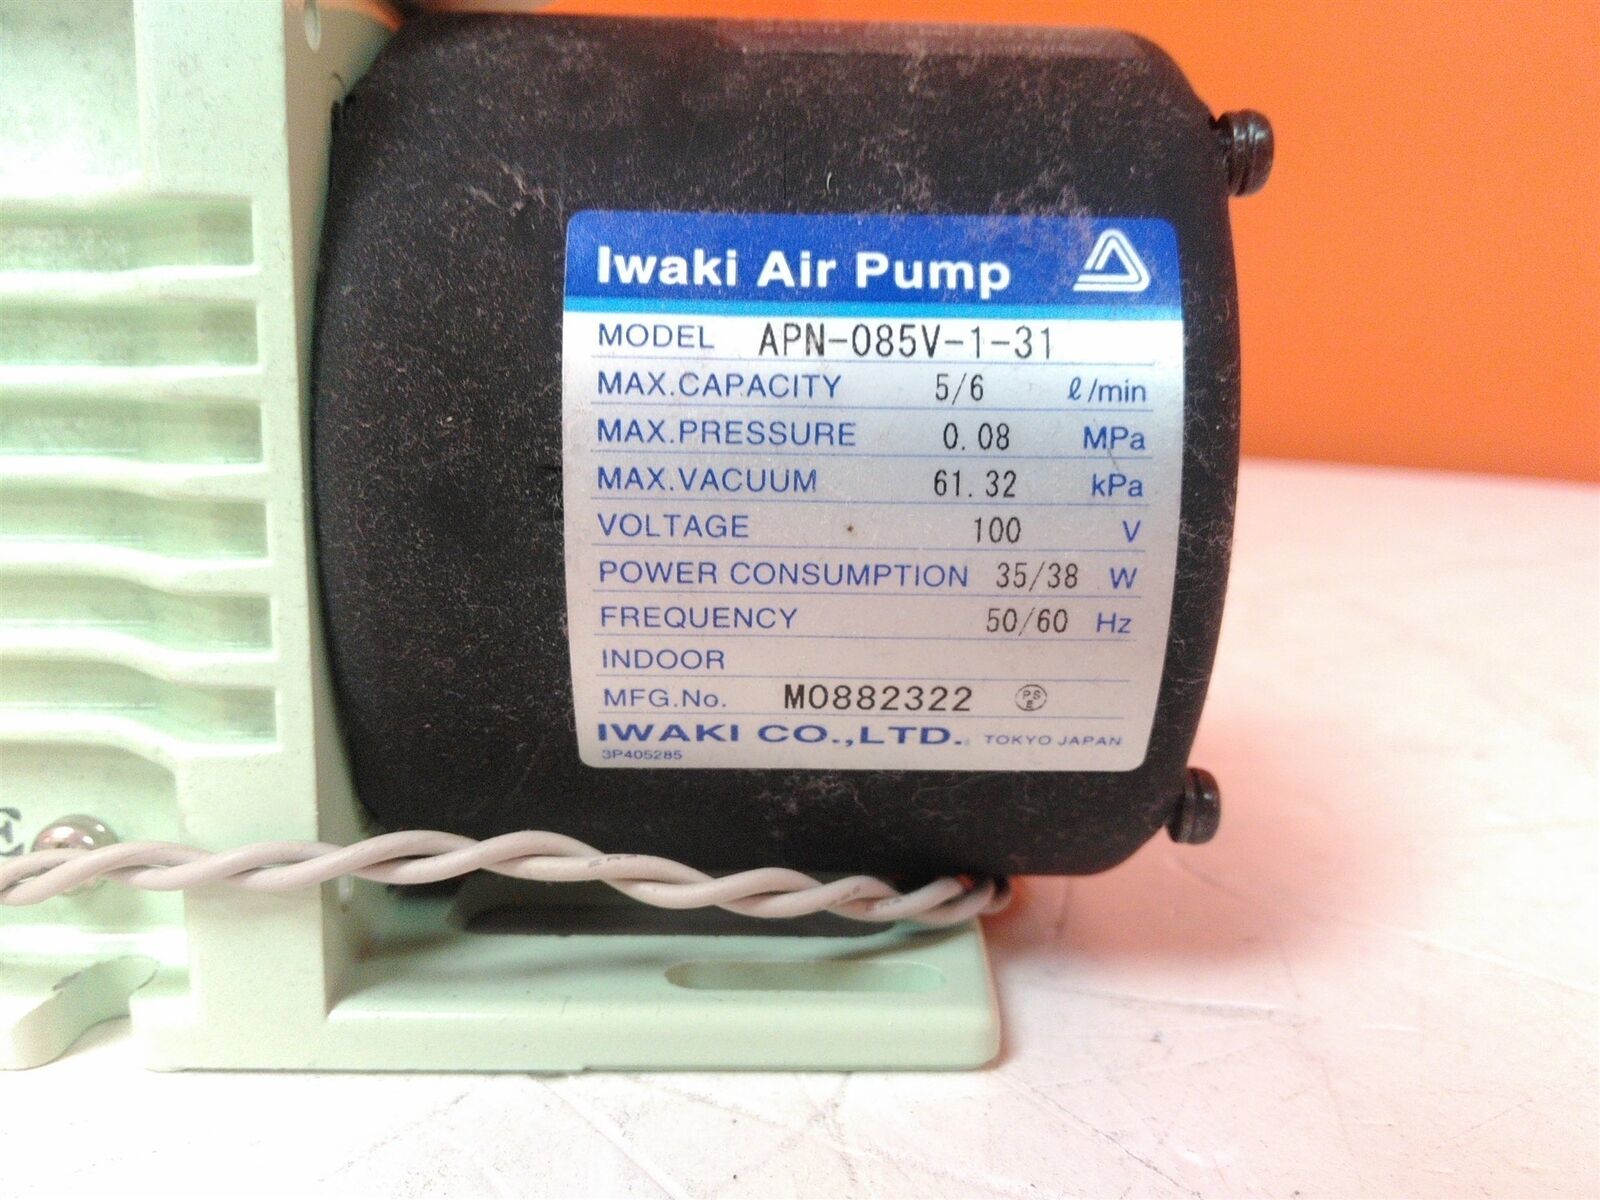 Iwaki Air Pump
MODEL APN-085V-1-31
MAX.CAPACITY 5/6 ℓ/min
MAX.PRESSURE 0.08 MPa
MAX.VACUUM 61.32 kPa
VOLTAGE 100 V
POWER CONSUMPTION 35/38 W
FREQUENCY 50/60 Hz
INDOOR
MFG.No. M0882322 PS E
IWAKI CO.,LTD. TOKYO JAPAN
3P405285
E